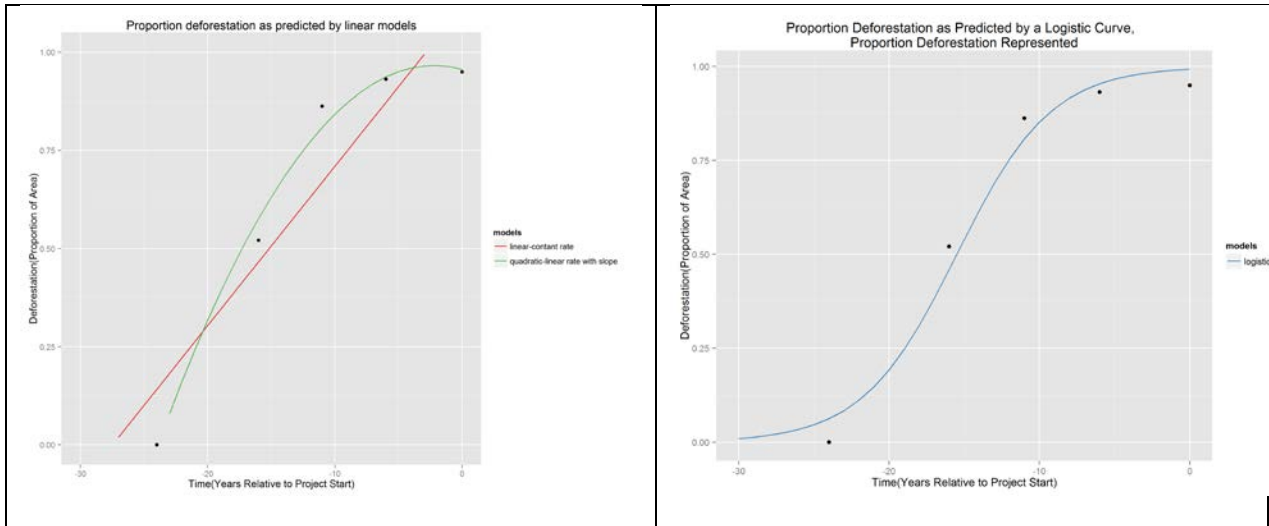 Proportion deforestation as predicted by linear models
1.00
0.75
0.50
0.25
0.00
Deforestation(Proportion of Area)
-30
-20
-10
0
Time(Years Relative to Project Start)
models
linear-contant rate
quadratic-linear rate with slope
Proportion Deforestation as Predicted by a Logistic Curve,
Proportion Deforestation Represented
1.00
0.75
0.50
0.25
0.00
Deforestation(Proportion of Area)
-30
-20
-10
0
Time(Years Relative to Project Start)
models
logistic